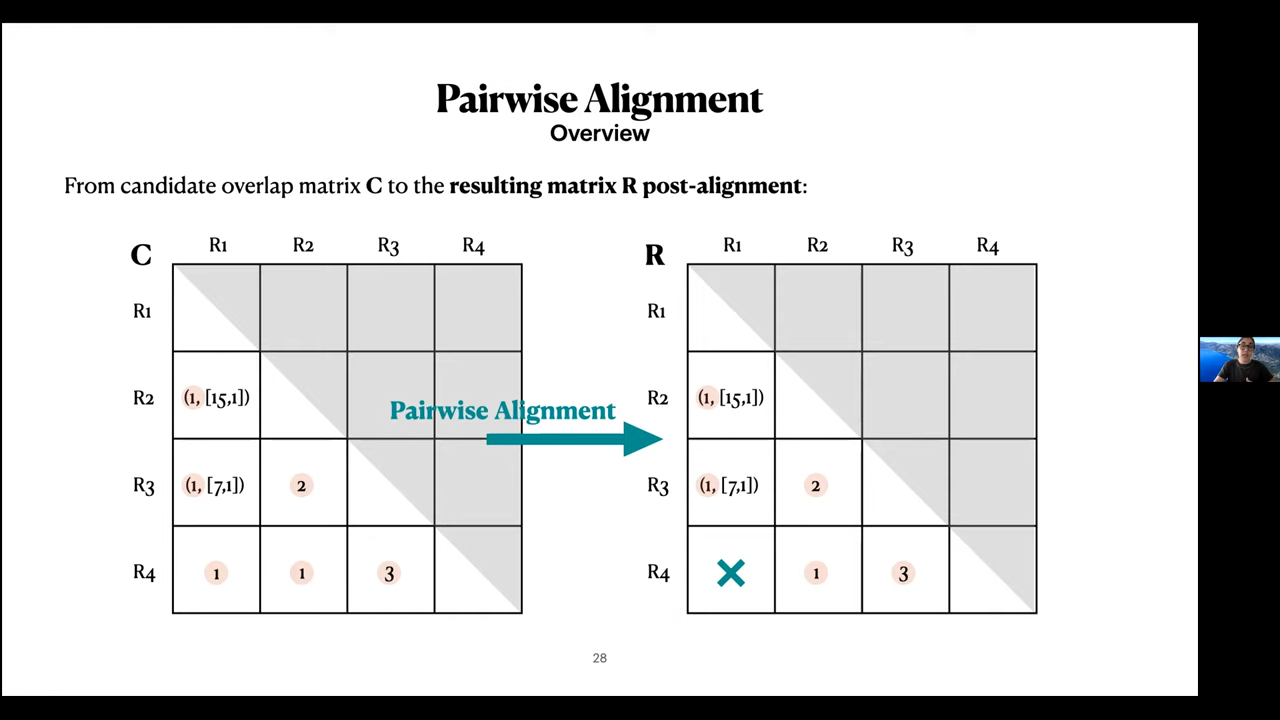 Pairwise Alignment
Overview
From candidate overlap matrix C to the resulting matrix R post-alignment:
C R1 R2 R3 R4
R1
R2 (1, [15,1])
R3 (1, [7,1]) 2
R4 1 1 3
Pairwise Alignment
R R1 R2 R3 R4
R1
R2 (1, [15,1])
R3 (1, [7,1]) 2
R4 1 3
28